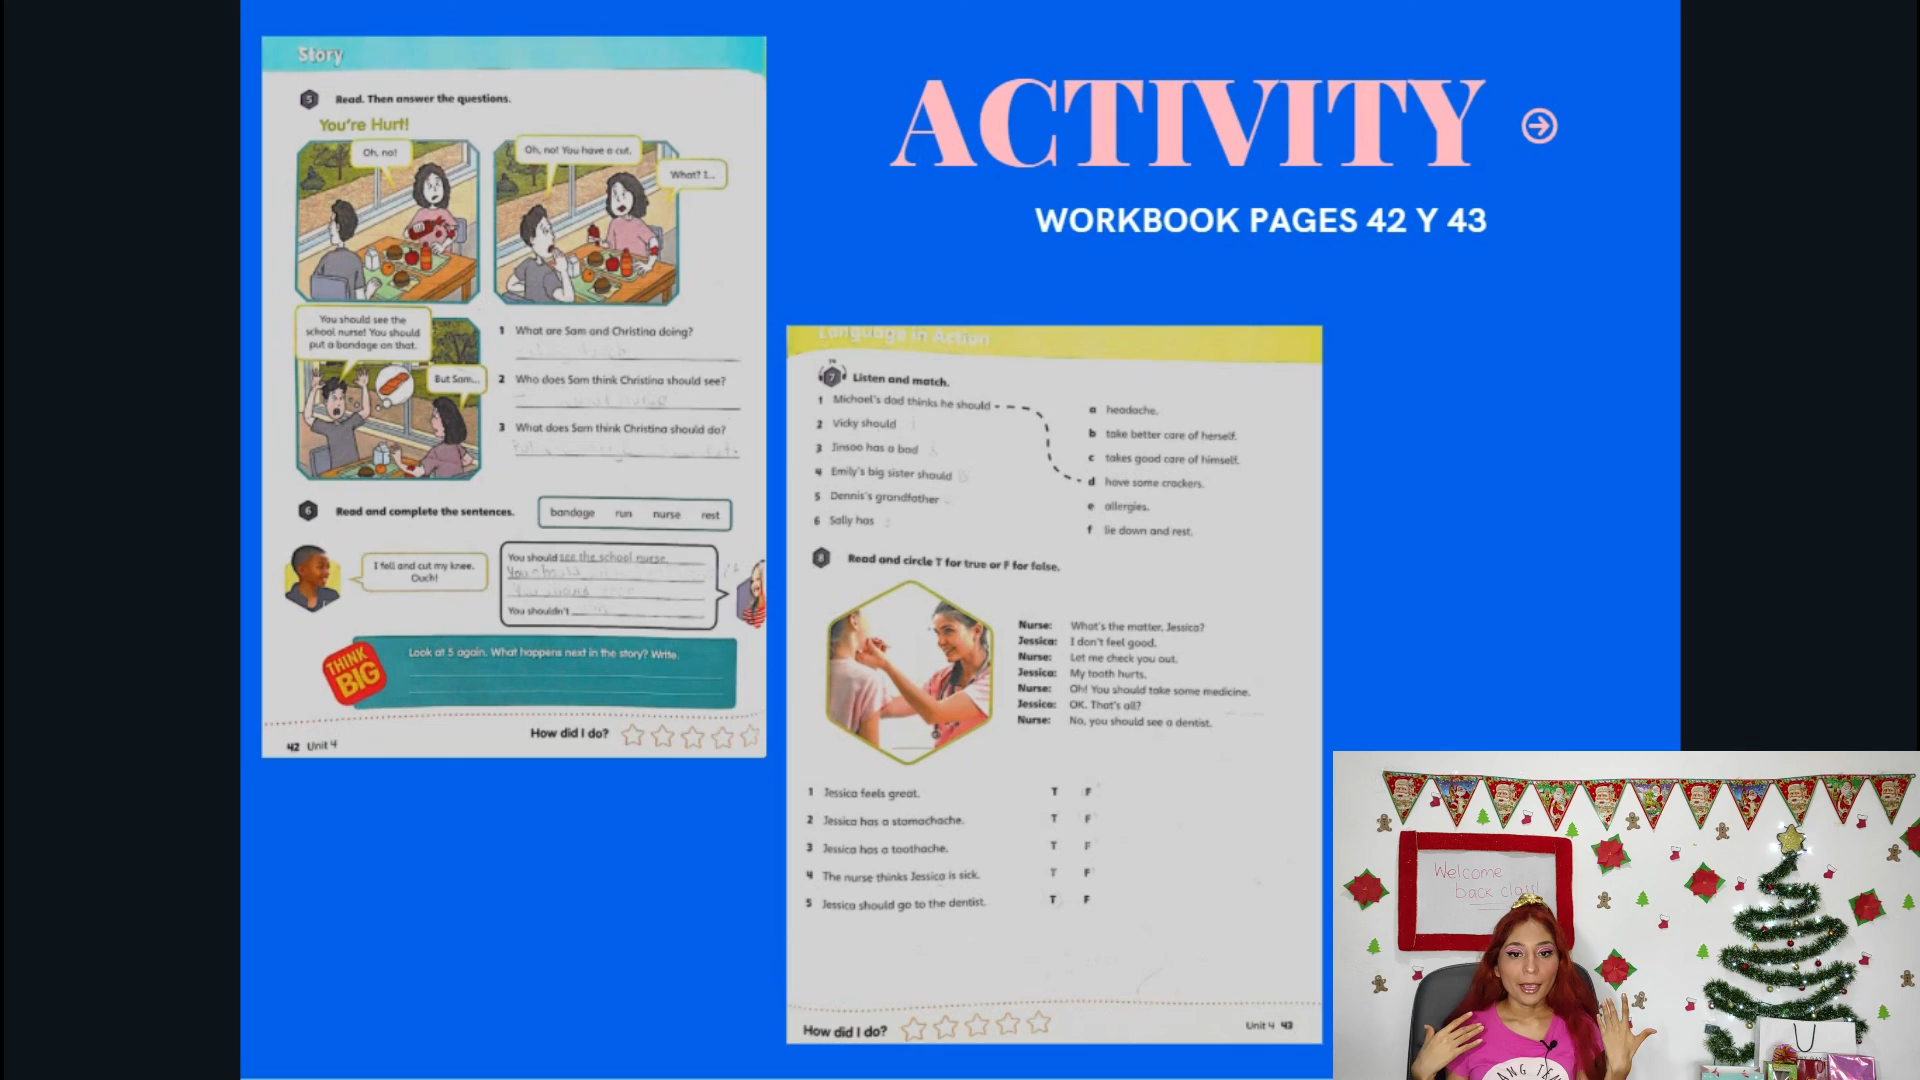 Story
5 Read. Then answer the questions.
You're Hurt!
Oh, no!
Oh, no! You have a cut.
What? I...
You should see the
school nurse! You should
put a bandage on that.
But Sam...
1 What are Sam and Christina doing?
2 Who does Sam think Christina should see?
3 What does Sam think Christina should do?
6 Read and complete the sentences.
bandage run nurse rest
I fell and cut my knee.
Ouch!
You should see the school nurse.
You should
You shouldn't
THINK
BIG
Look at 5 again. What happens next in the story? Write.
How did I do?
42 Unit 4
ACTIVITY
WORKBOOK PAGES 42 Y 43
Language in Action
7 Listen and match.
1 Michael's dad thinks he should
2 Vicky should
3 Jinsoo has a bad
4 Emily's big sister should
5 Dennis's grandfather
6 Sally has
a headache.
b take better care of herself.
c takes good care of himself.
d have some crackers.
e allergies.
f lie down and rest.
8 Read and circle T for true or F for false.
Nurse: What's the matter, Jessica?
Jessica: I don't feel good.
Nurse: Let me check you out.
Jessica: My tooth hurts.
Nurse: Oh! You should take some medicine.
Jessica: OK. That's all?
Nurse: No, you should see a dentist.
1 Jessica feels great. T F
2 Jessica has a stomachache. T F
3 Jessica has a toothache. T F
4 The nurse thinks Jessica is sick. T F
5 Jessica should go to the dentist. T F
How did I do?
Unit 4 43
Welcome
back class!